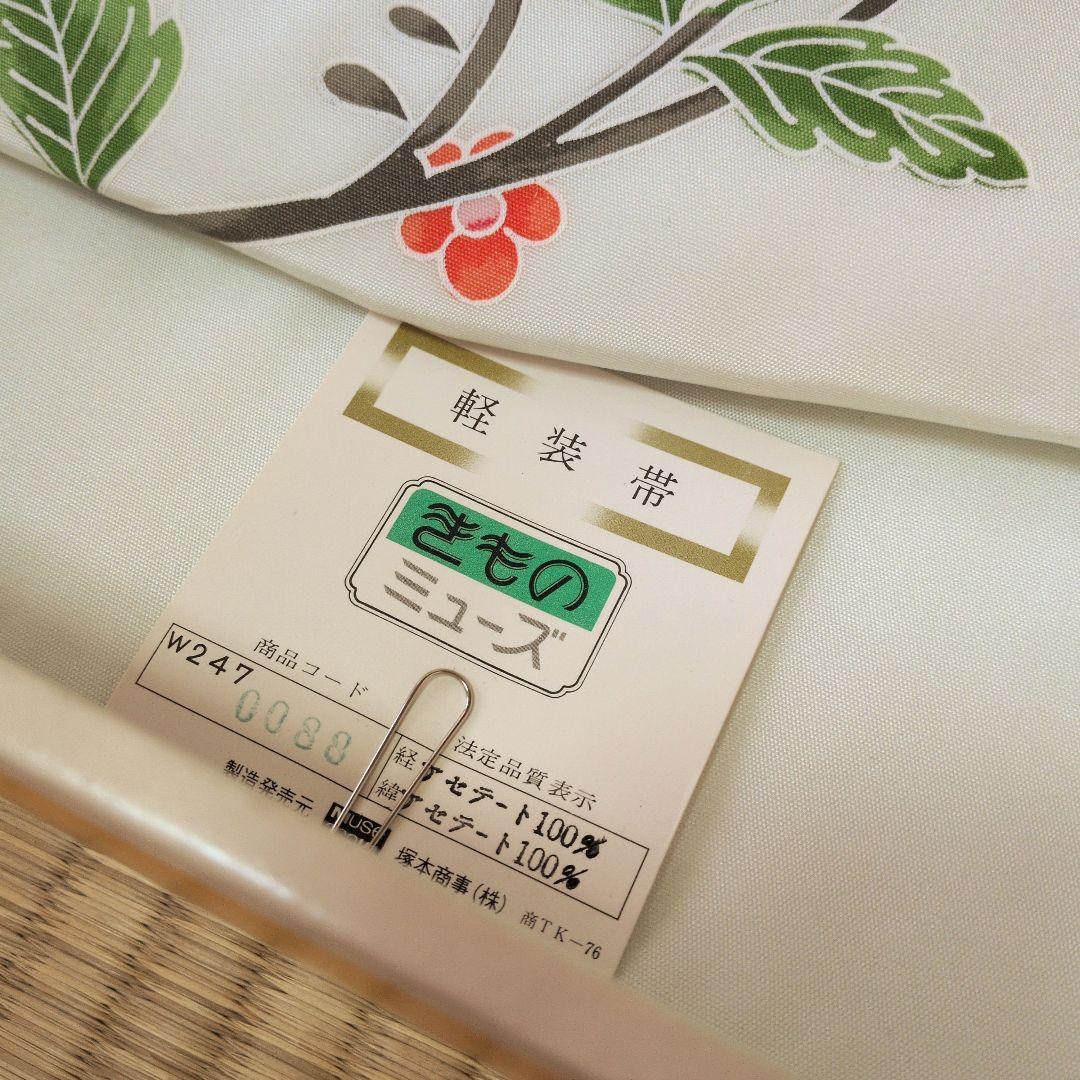 軽装帯
きもの
ミューズ
商品コード
W247
0088
法定品質表示
経 アセテート100%
緯 アセテート100%
製造発売元
塚本商事(株)
商TK-76